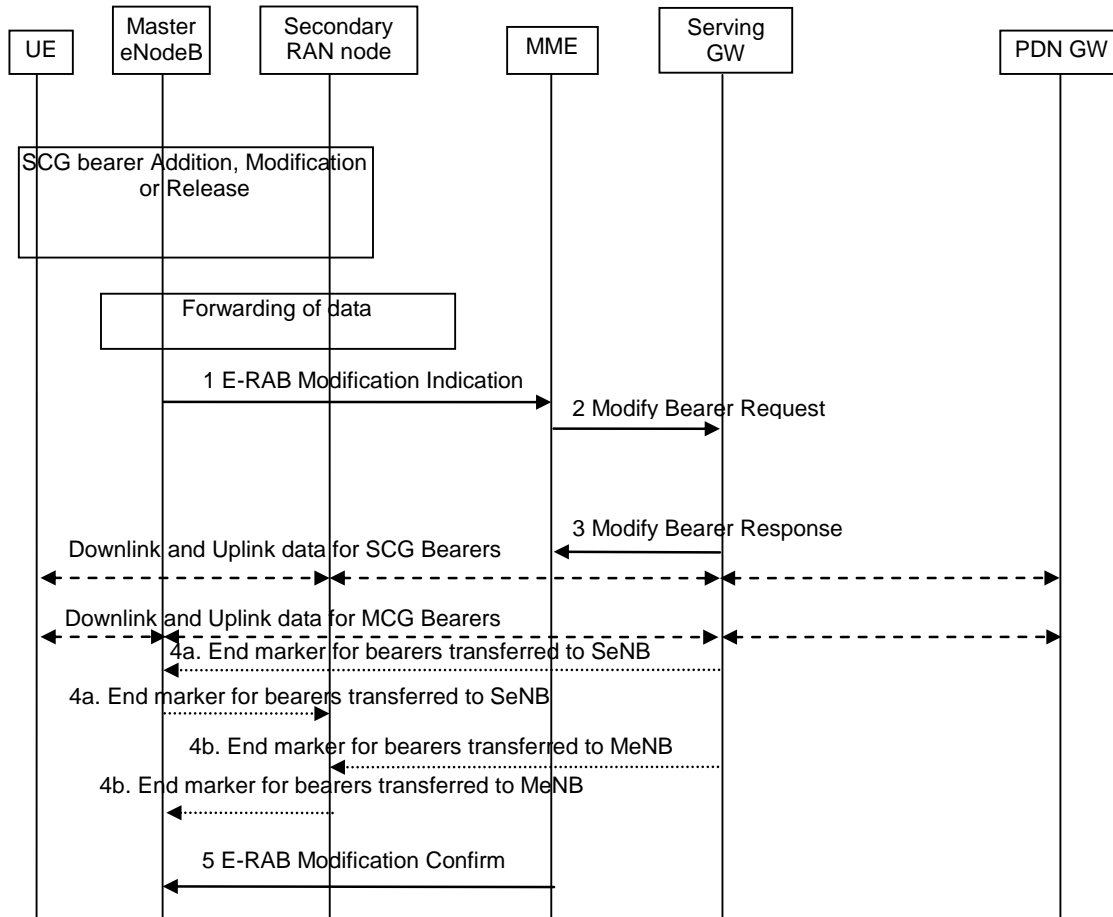 UE
Master
eNodeB
Secondary
RAN node
MME
Serving
GW
PDN GW
SCG bearer Addition, Modification
or Release
Forwarding of data
1 E-RAB Modification Indication
2 Modify Bearer Request
3 Modify Bearer Response
Downlink and Uplink data for SCG Bearers
Downlink and Uplink data for MCG Bearers
4a. End marker for bearers transferred to SeNB
4a. End marker for bearers transferred to SeNB
4b. End marker for bearers transferred to MeNB
4b. End marker for bearers transferred to MeNB
5 E-RAB Modification Confirm